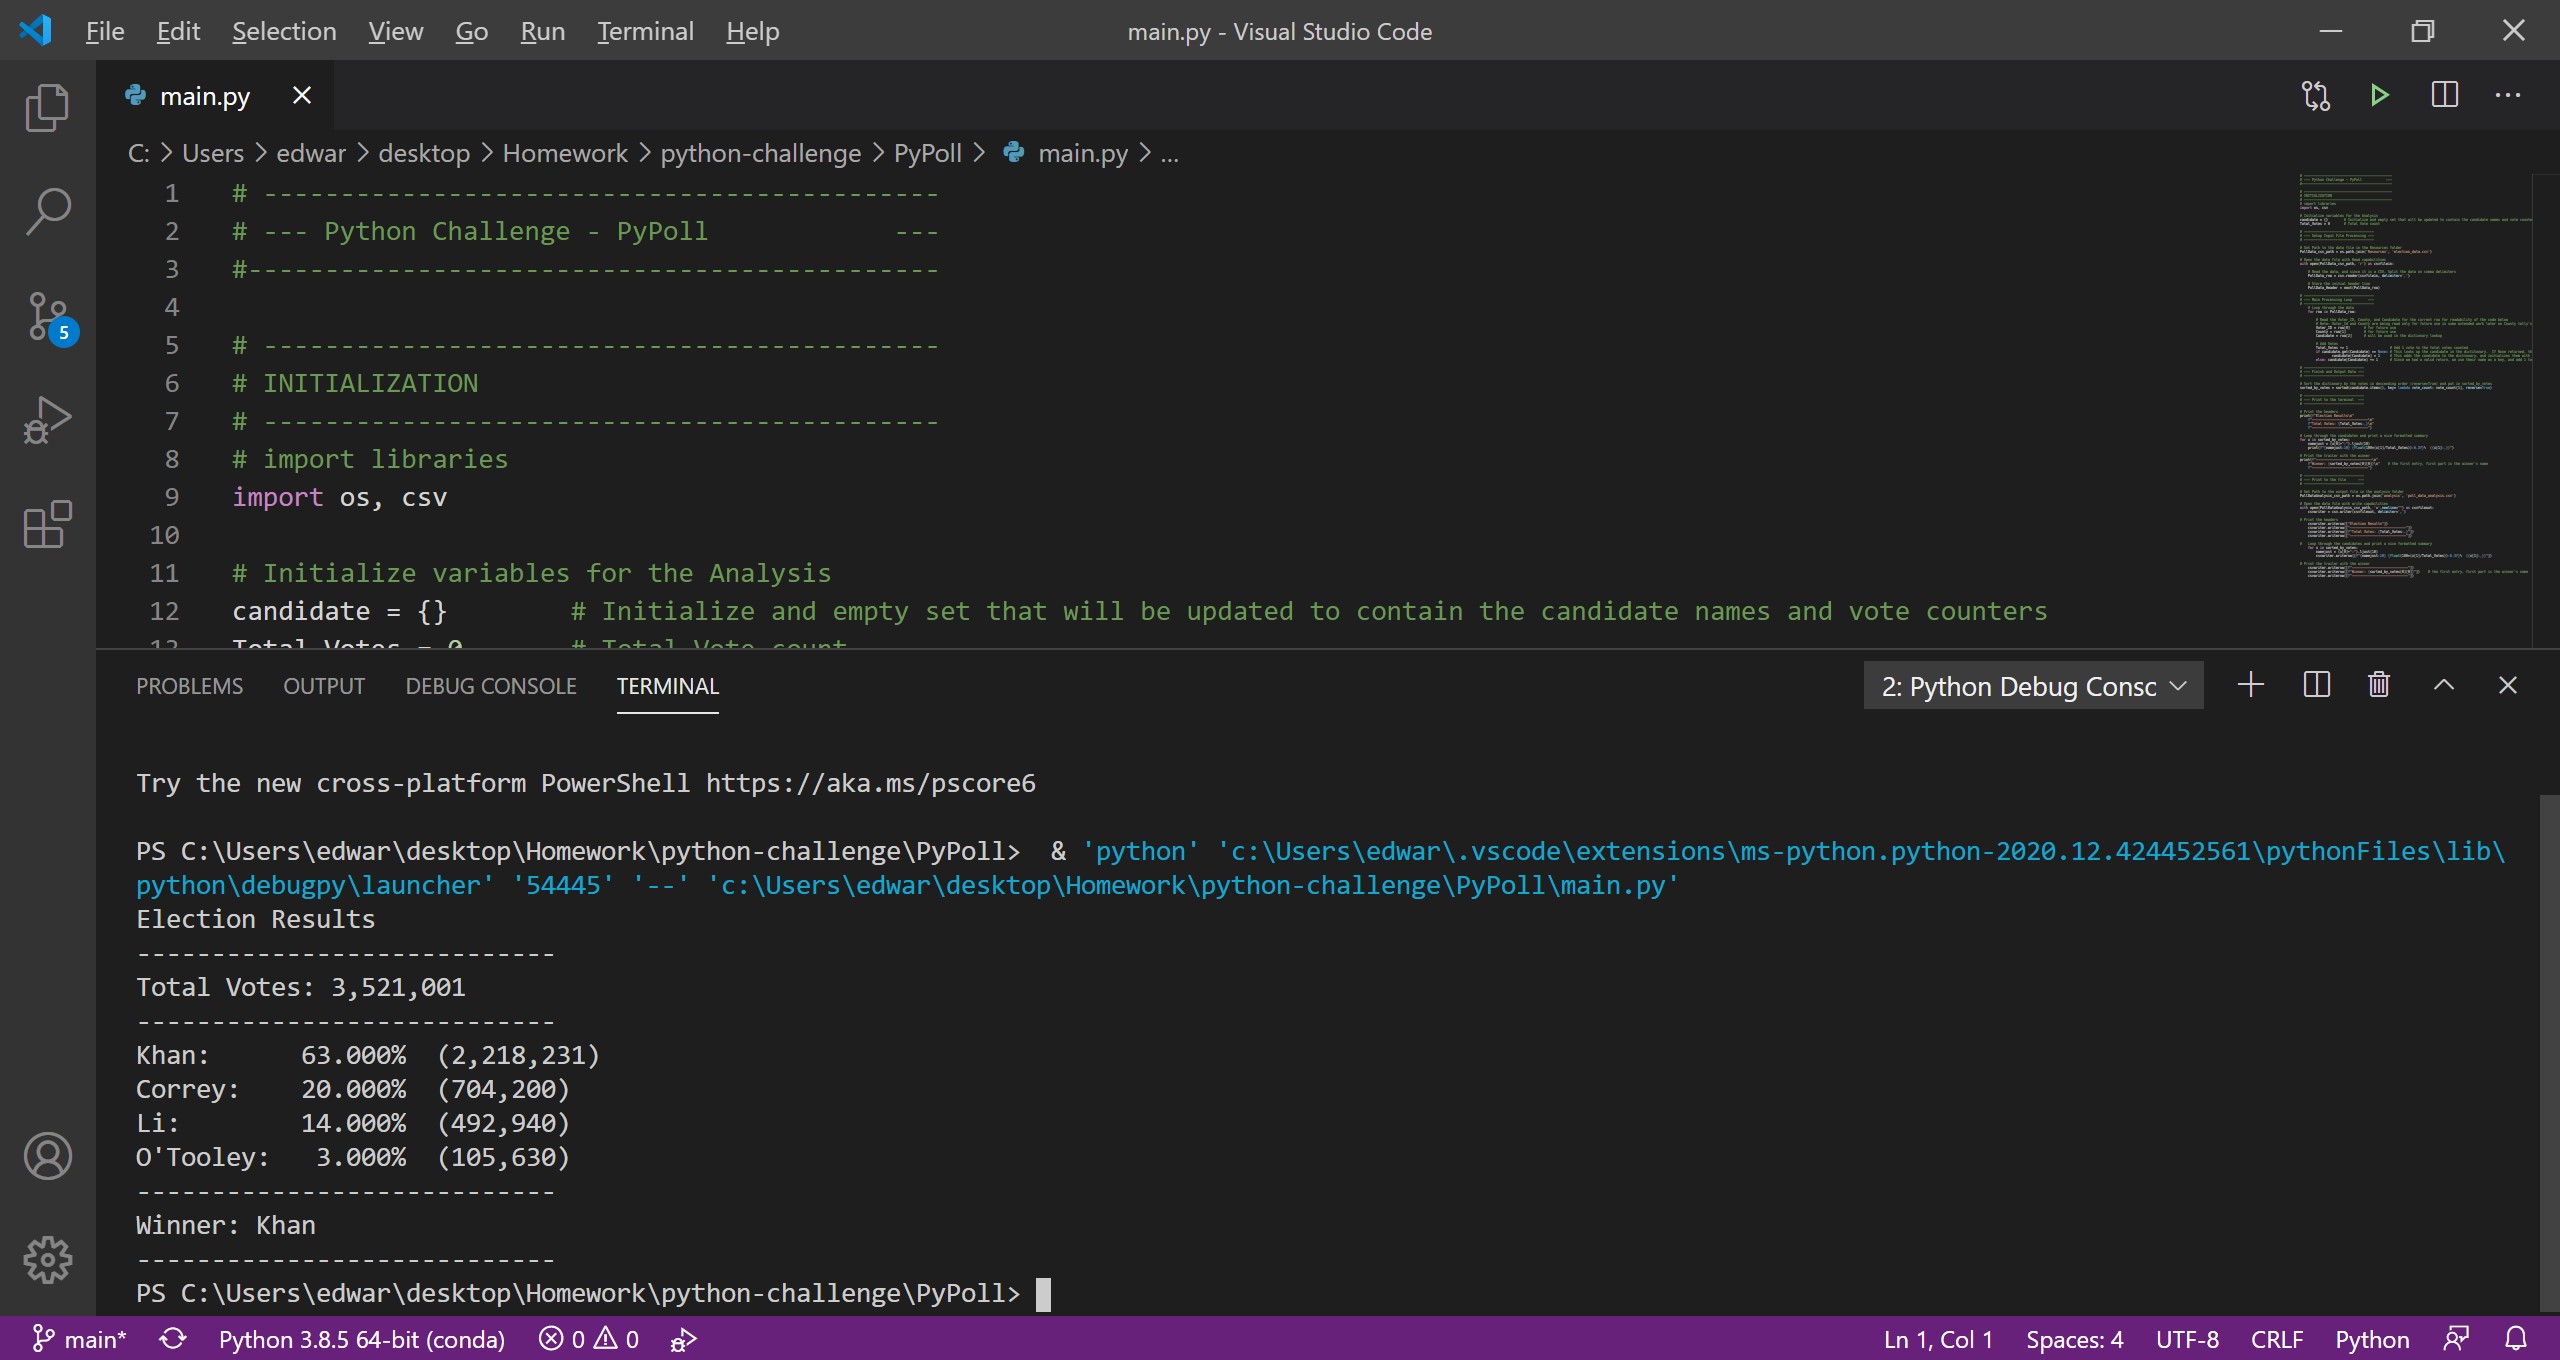 File Edit Selection View Go Run Terminal Help main.py - Visual Studio Code
main.py
C: > Users > edwar > desktop > Homework > python-challenge > PyPoll > main.py > ...
1 # --------------------------------------------
2 # --- Python Challenge - PyPoll            ---
3 #---------------------------------------------
4
5 # --------------------------------------------
6 # INITIALIZATION
7 # --------------------------------------------
8 # import libraries
9 import os, csv
10
11 # Initialize variables for the Analysis
12 candidate = {}        # Initialize and empty set that will be updated to contain the candidate names and vote counters
13 Total_Votes = 0       # Total Vote count
5
PROBLEMS OUTPUT DEBUG CONSOLE TERMINAL 2: Python Debug Consc
Try the new cross-platform PowerShell https://aka.ms/pscore6
PS C:\Users\edwar\desktop\Homework\python-challenge\PyPoll>  & 'python' 'c:\Users\edwar\.vscode\extensions\ms-python.python-2020.12.424452561\pythonFiles\lib\
python\debugpy\launcher' '54445' '--' 'c:\Users\edwar\desktop\Homework\python-challenge\PyPoll\main.py'
Election Results
----------------------------
Total Votes: 3,521,001
----------------------------
Khan:      63.000%  (2,218,231)
Correy:    20.000%  (704,200)
Li:        14.000%  (492,940)
O'Tooley:   3.000%  (105,630)
----------------------------
Winner: Khan
----------------------------
PS C:\Users\edwar\desktop\Homework\python-challenge\PyPoll>
main* Python 3.8.5 64-bit (conda) 0 0 Ln 1, Col 1 Spaces: 4 UTF-8 CRLF Python